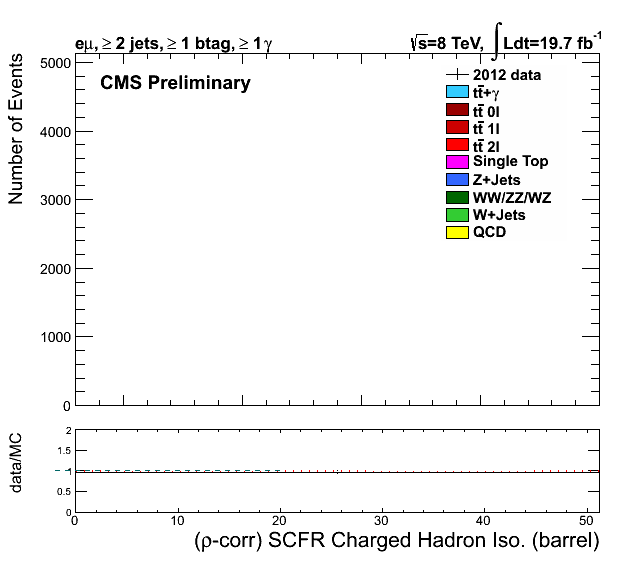 eμ, ≥ 2 jets, ≥ 1 btag, ≥ 1γ
√s=8 TeV, ∫Ldt=19.7 fb⁻¹
CMS Preliminary
Number of Events
5000
4000
3000
2000
1000
0
2012 data
tt̅+γ
tt̅ 0l
tt̅ 1l
tt̅ 2l
Single Top
Z+Jets
WW/ZZ/WZ
W+Jets
QCD
data/MC
2
1.5
1
0.5
0
0 10 20 30 40 50
(ρ-corr) SCFR Charged Hadron Iso. (barrel)